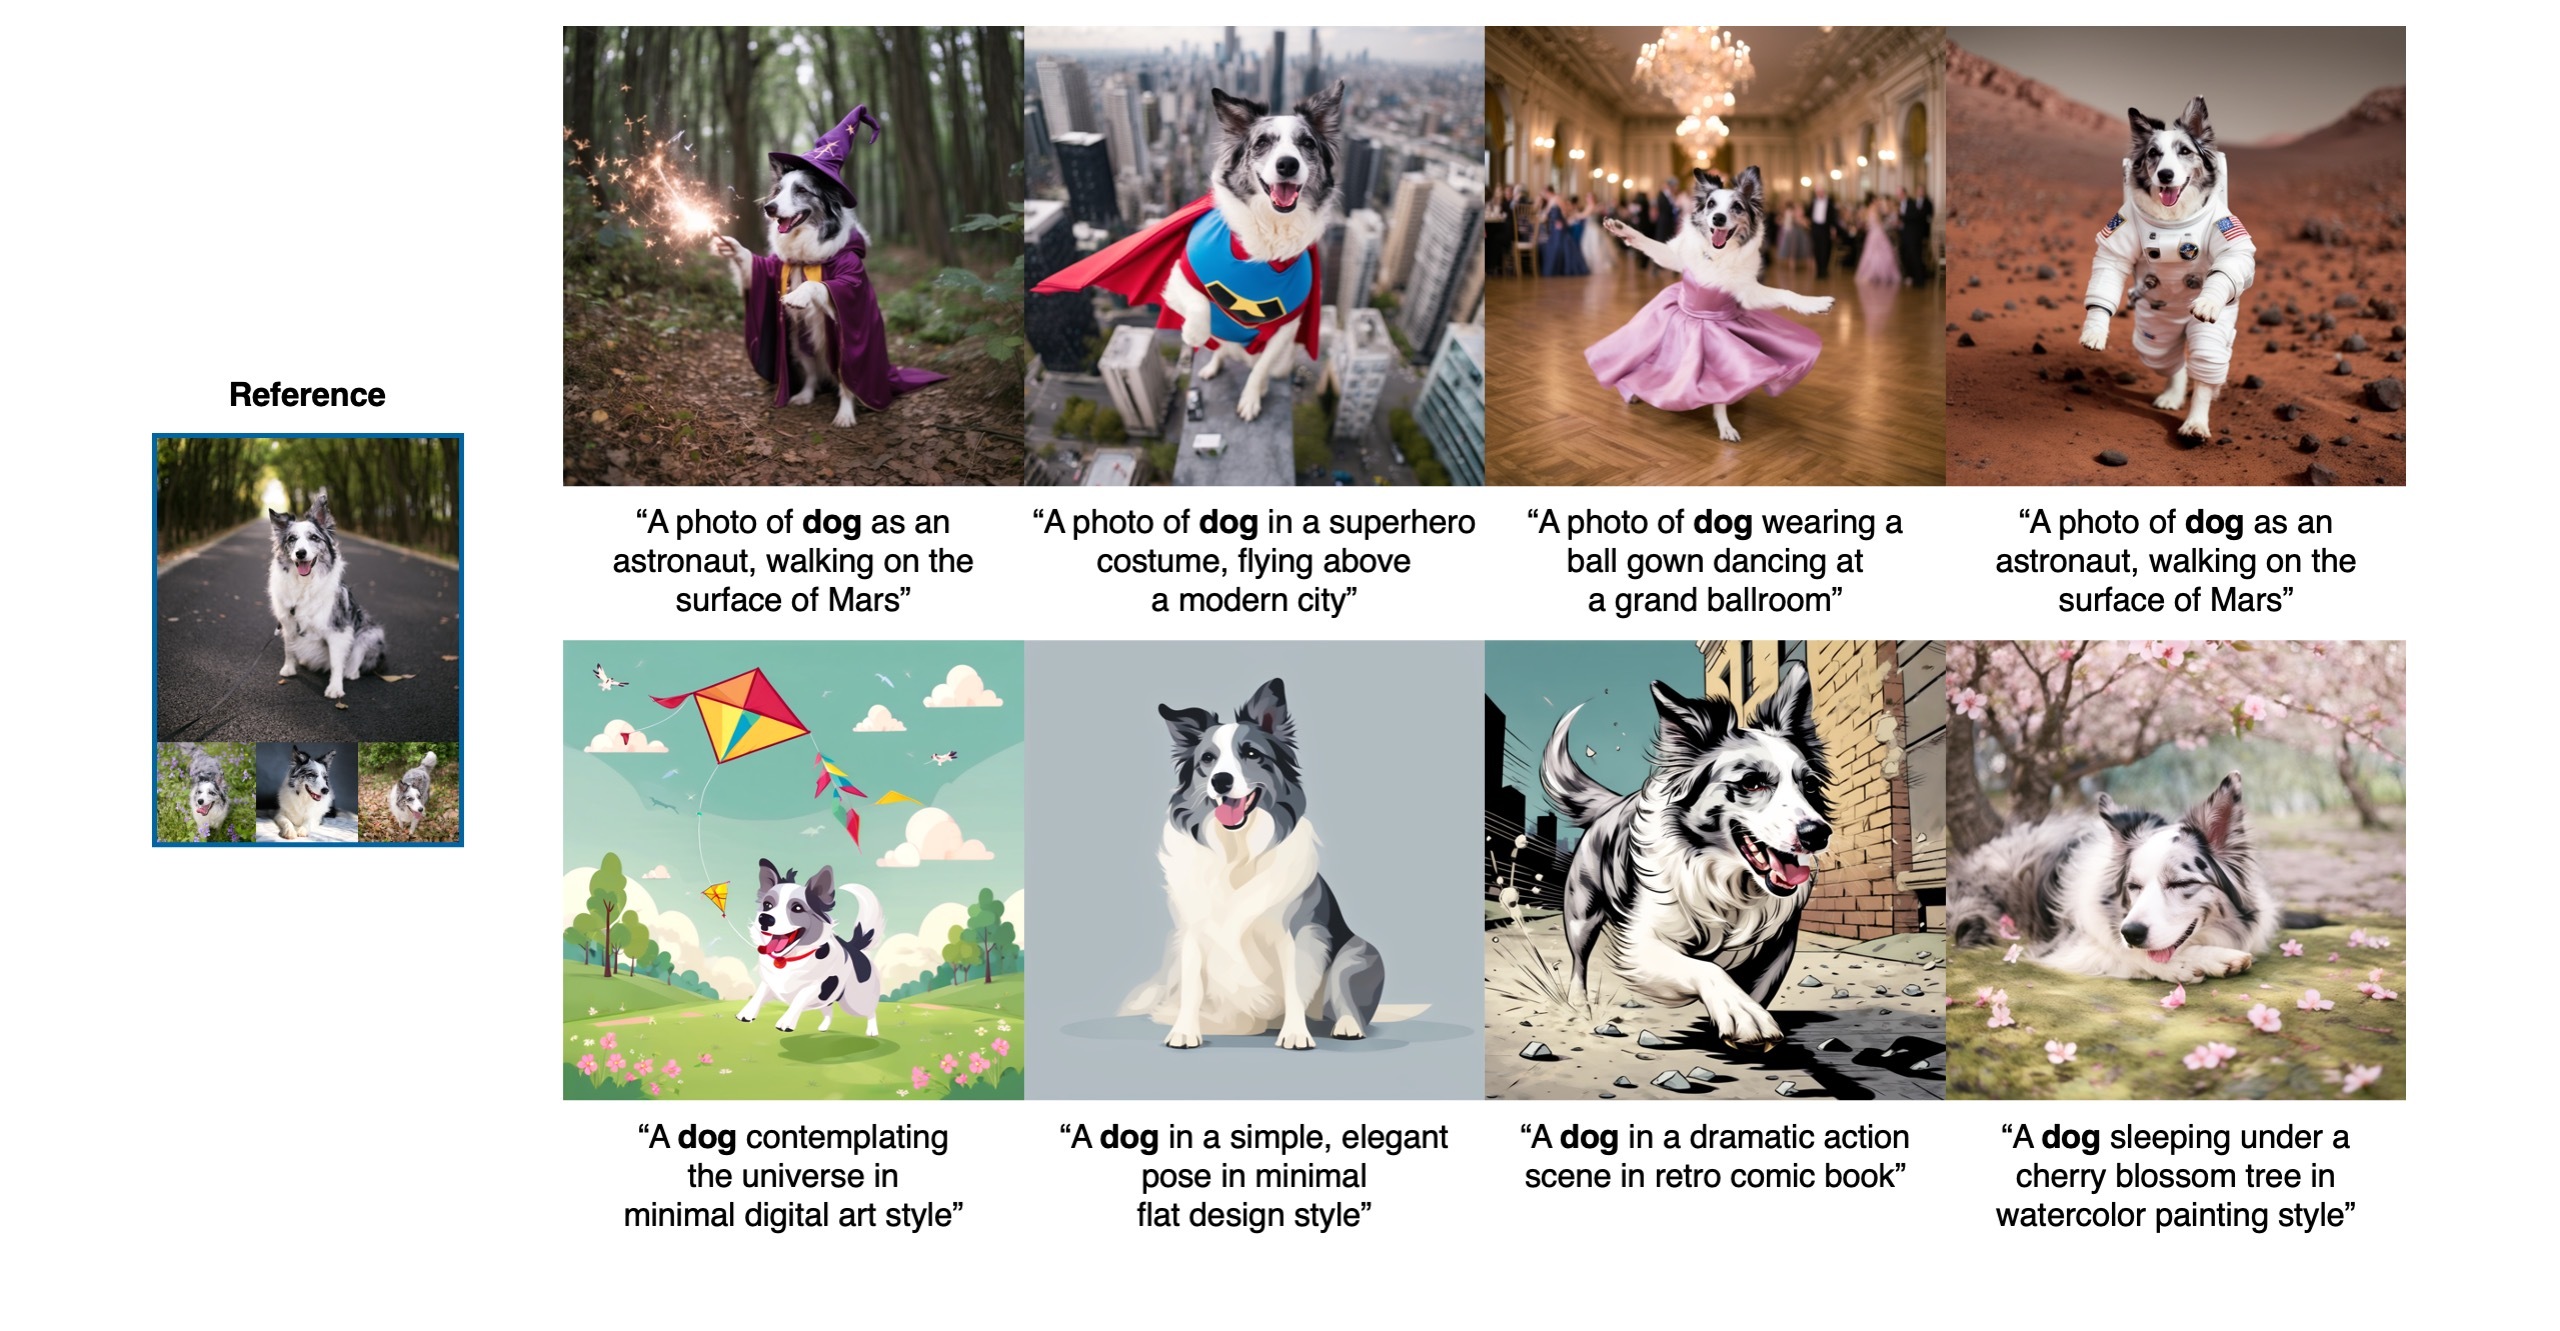 Reference
“A photo of dog as an
astronaut, walking on the
surface of Mars”
“A photo of dog in a superhero
costume, flying above
a modern city”
“A photo of dog wearing a
ball gown dancing at
a grand ballroom”
“A photo of dog as an
astronaut, walking on the
surface of Mars”
“A dog contemplating
the universe in
minimal digital art style”
“A dog in a simple, elegant
pose in minimal
flat design style”
“A dog in a dramatic action
scene in retro comic book”
“A dog sleeping under a
cherry blossom tree in
watercolor painting style”